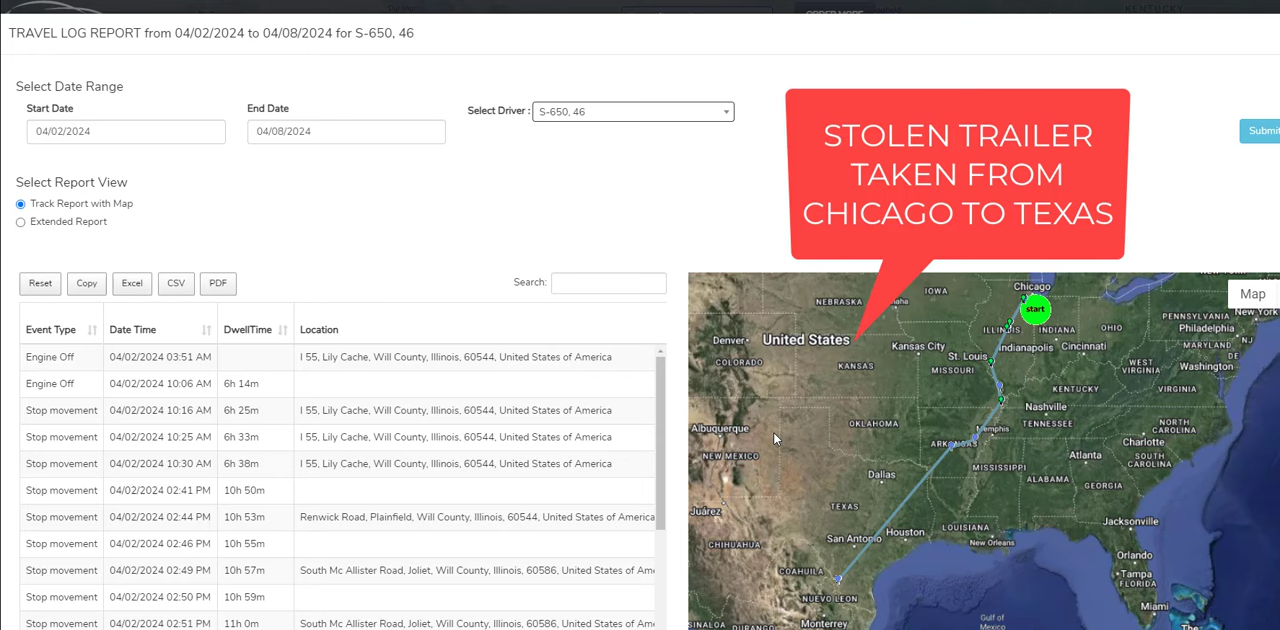 TRAVEL LOG REPORT from 04/02/2024 to 04/08/2024 for S-650, 46
Select Date Range
Start Date
End Date
Select Driver :
S-650, 46
04/02/2024
04/08/2024
Submit
STOLEN TRAILER
TAKEN FROM
CHICAGO TO TEXAS
Select Report View
Track Report with Map
Extended Report
Reset
Copy
Excel
CSV
PDF
Search:
Event Type
Date Time
DwellTime
Location
Engine Off 04/02/2024 03:51 AM I 55, Lily Cache, Will County, Illinois, 60544, United States of America
Engine Off 04/02/2024 10:06 AM 6h 14m
Stop movement 04/02/2024 10:16 AM 6h 25m I 55, Lily Cache, Will County, Illinois, 60544, United States of America
Stop movement 04/02/2024 10:25 AM 6h 33m I 55, Lily Cache, Will County, Illinois, 60544, United States of America
Stop movement 04/02/2024 10:30 AM 6h 38m I 55, Lily Cache, Will County, Illinois, 60544, United States of America
Stop movement 04/02/2024 02:41 PM 10h 50m
Stop movement 04/02/2024 02:44 PM 10h 53m Renwick Road, Plainfield, Will County, Illinois, 60544, United States of America
Stop movement 04/02/2024 02:46 PM 10h 55m
Stop movement 04/02/2024 02:49 PM 10h 57m South Mc Allister Road, Joliet, Will County, Illinois, 60586, United States of Am
Stop movement 04/02/2024 02:50 PM 10h 59m
Stop movement 04/02/2024 02:51 PM 11h 0m South Mc Allister Road, Joliet, Will County, Illinois, 60586, United States of Am
Map
Chicago
start
IOWA
NEBRASKA
ILLINOIS
INDIANA
OHIO
PENNSYLVANIA
New York
Philadelphia
MARYLAND
NJ
DE
Denver
United States
Kansas City
Indianapolis
Cincinnati
St. Louis
COLORADO
KANSAS
MISSOURI
WEST
VIRGINIA
Washington
KENTUCKY
VIRGINIA
Nashville
TENNESSEE
Albuquerque
OKLAHOMA
Memphis
NORTH
CAROLINA
Charlotte
ARKANSAS
NEW MEXICO
Atlanta
SOUTH
CAROLINA
MISSISSIPPI
Dallas
ALABAMA
GEORGIA
Juárez
TEXAS
Jacksonville
LOUISIANA
Houston
San Antonio
New Orleans
CHIHUAHUA
Orlando
COAHUILA
Tampa
FLORIDA
NUEVO LEON
Monterrey
Miami
Gulf of
Mexico
SINALOA
DURANGO
The